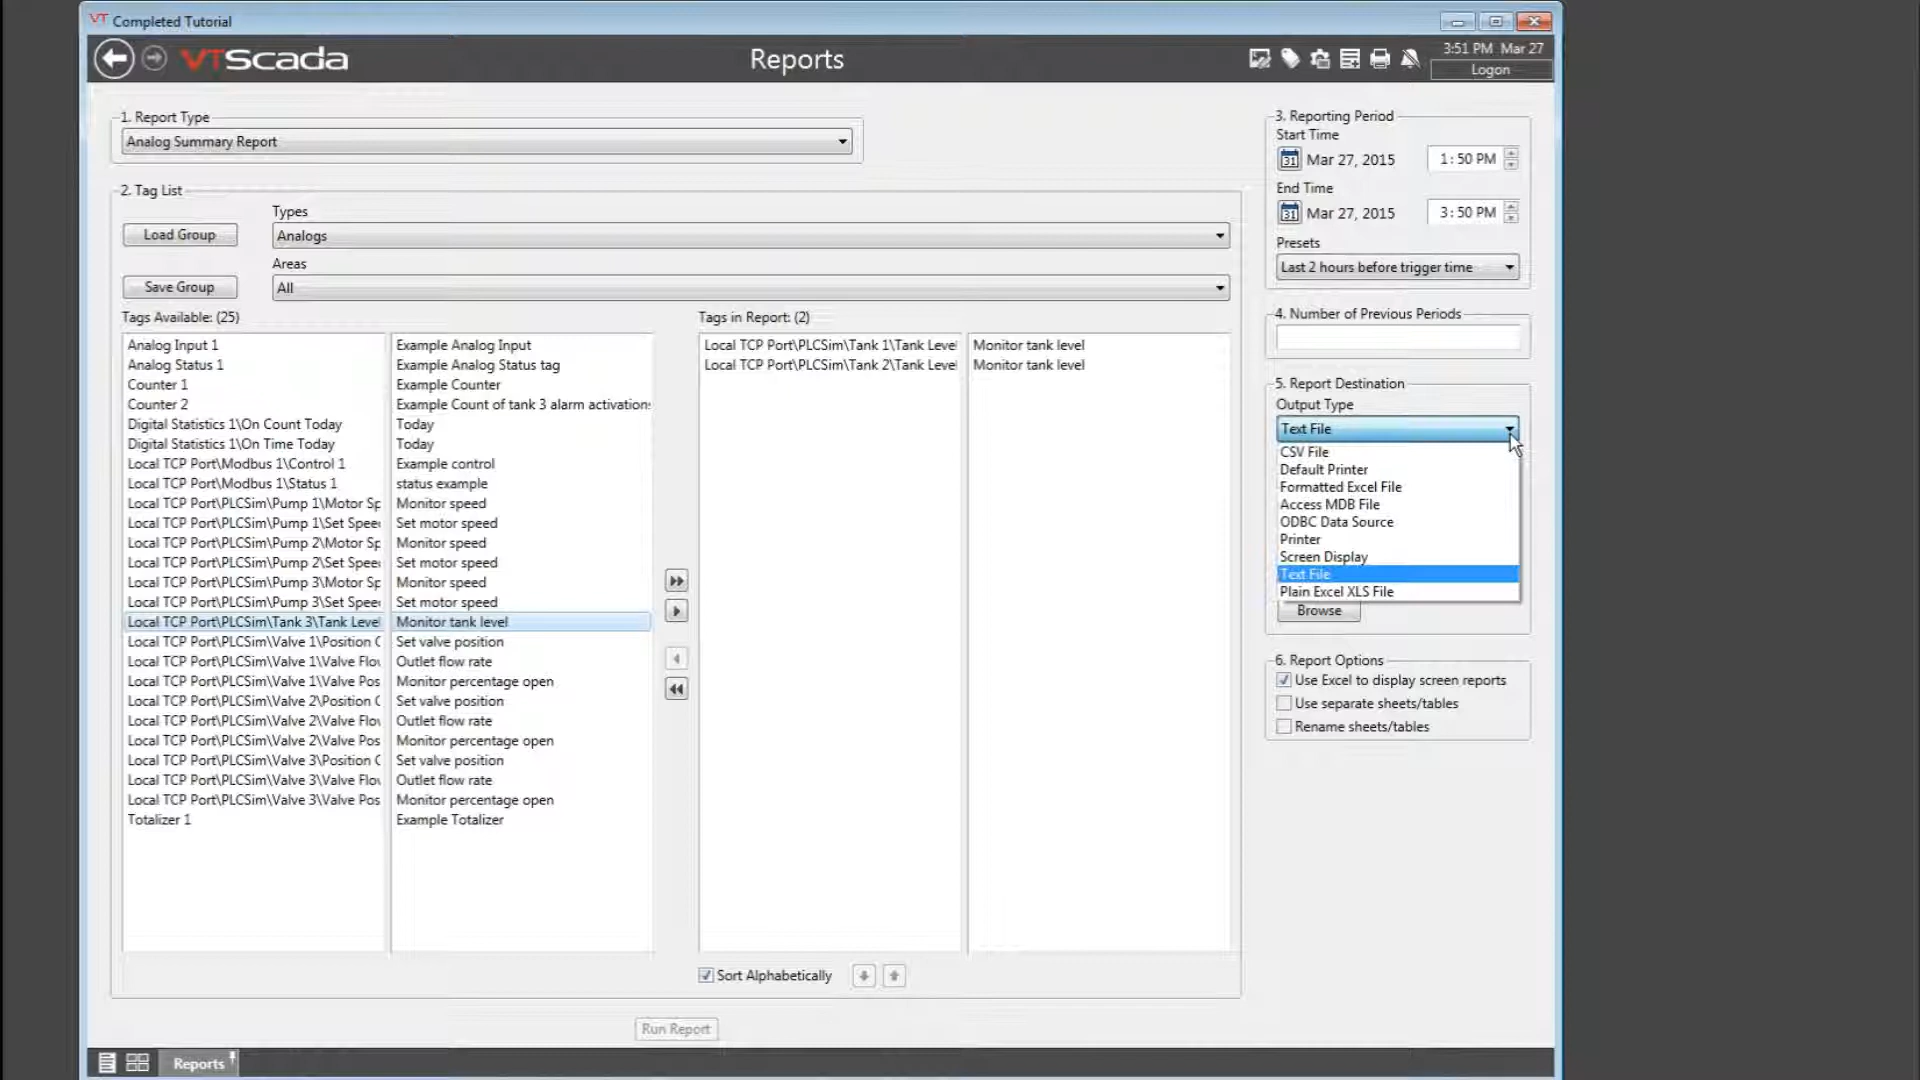 VT Completed Tutorial
VTScada
Reports
3:51 PM Mar 27
Logon
1. Report Type
Analog Summary Report
2. Tag List
Types
Load Group
Analogs
Areas
Save Group
All
Tags Available: (25)
Analog Input 1 Example Analog Input
Analog Status 1 Example Analog Status tag
Counter 1 Example Counter
Counter 2 Example Count of tank 3 alarm activations
Digital Statistics 1\On Count Today Today
Digital Statistics 1\On Time Today Today
Local TCP Port\Modbus 1\Control 1 Example control
Local TCP Port\Modbus 1\Status 1 status example
Local TCP Port\PLCSim\Pump 1\Motor Sp Monitor speed
Local TCP Port\PLCSim\Pump 1\Set Spee Set motor speed
Local TCP Port\PLCSim\Pump 2\Motor Sp Monitor speed
Local TCP Port\PLCSim\Pump 2\Set Spee Set motor speed
Local TCP Port\PLCSim\Pump 3\Motor Sp Monitor speed
Local TCP Port\PLCSim\Pump 3\Set Spee Set motor speed
Local TCP Port\PLCSim\Tank 3\Tank Leve Monitor tank level
Local TCP Port\PLCSim\Valve 1\Position C Set valve position
Local TCP Port\PLCSim\Valve 1\Valve Flo Outlet flow rate
Local TCP Port\PLCSim\Valve 1\Valve Pos Monitor percentage open
Local TCP Port\PLCSim\Valve 2\Position C Set valve position
Local TCP Port\PLCSim\Valve 2\Valve Flo Outlet flow rate
Local TCP Port\PLCSim\Valve 2\Valve Pos Monitor percentage open
Local TCP Port\PLCSim\Valve 3\Position C Set valve position
Local TCP Port\PLCSim\Valve 3\Valve Flo Outlet flow rate
Local TCP Port\PLCSim\Valve 3\Valve Pos Monitor percentage open
Totalizer 1 Example Totalizer
Tags in Report: (2)
Local TCP Port\PLCSim\Tank 1\Tank Leve Monitor tank level
Local TCP Port\PLCSim\Tank 2\Tank Leve Monitor tank level
Sort Alphabetically
Run Report
3. Reporting Period
Start Time
31 Mar 27, 2015 1:50 PM
End Time
31 Mar 27, 2015 3:50 PM
Presets
Last 2 hours before trigger time
4. Number of Previous Periods
5. Report Destination
Output Type
Text File
CSV File
Default Printer
Formatted Excel File
Access MDB File
ODBC Data Source
Printer
Screen Display
Text File
Plain Excel XLS File
Browse
6. Report Options
Use Excel to display screen reports
Use separate sheets/tables
Rename sheets/tables
Reports